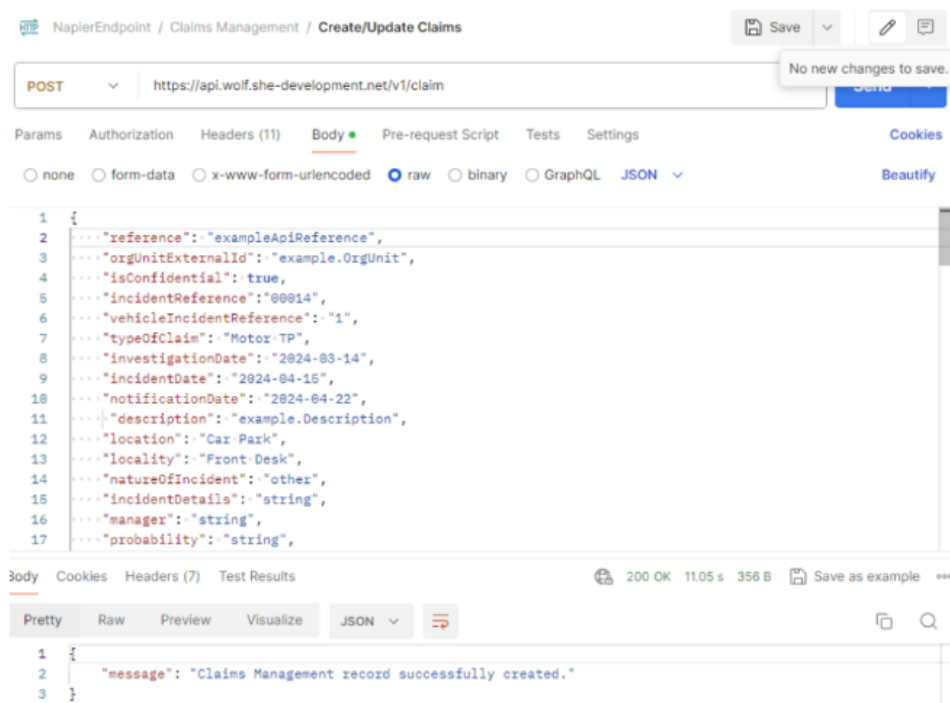 HTTP NapierEndpoint / Claims Management / Create/Update Claims
Save
No new changes to save.
POST https://api.wolf.she-development.net/v1/claim
Send
Params Authorization Headers (11) Body Pre-request Script Tests Settings Cookies
none form-data x-www-form-urlencoded raw binary GraphQL JSON Beautify
1 {
2 "reference": "exampleApiReference",
3 "orgUnitExternalId": "example.OrgUnit",
4 "isConfidential": true,
5 "incidentReference":"00014",
6 "vehicleIncidentReference": "1",
7 "typeOfClaim": "Motor TP",
8 "investigationDate": "2024-03-14",
9 "incidentDate": "2024-04-15",
10 "notificationDate": "2024-04-22",
11 "description": "example.Description",
12 "location": "Car Park",
13 "locality": "Front Desk",
14 "natureOfIncident": "other",
15 "incidentDetails": "string",
16 "manager": "string",
17 "probability": "string",
Body Cookies Headers (7) Test Results 200 OK 11.05 s 356 B Save as example
Pretty Raw Preview Visualize JSON
1 {
2 "message": "Claims Management record successfully created."
3 }